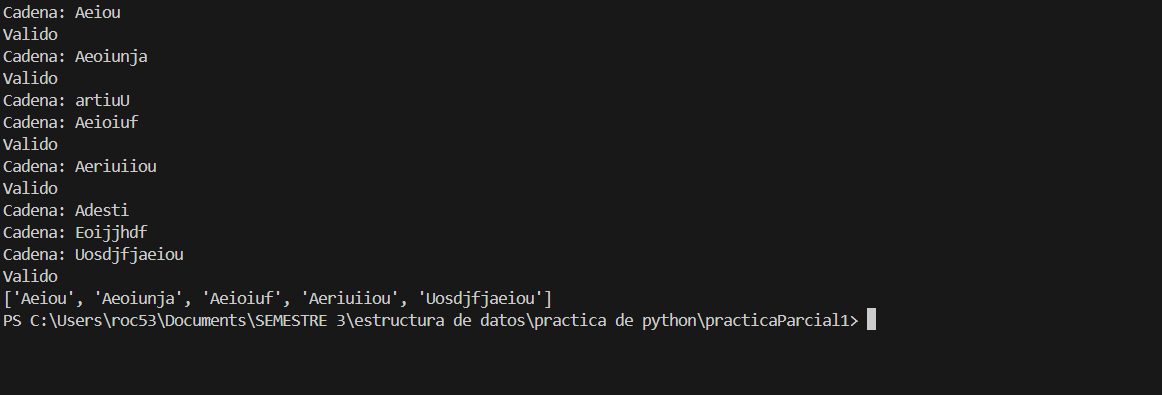 Cadena: Aeiou
Valido
Cadena: Aeoiunja
Valido
Cadena: artiuU
Cadena: Aeioiuf
Valido
Cadena: Aeriuiiou
Valido
Cadena: Adesti
Cadena: Eoijjhdf
Cadena: Uosdjfjaeiou
Valido
['Aeiou', 'Aeoiunja', 'Aeioiuf', 'Aeriuiiou', 'Uosdjfjaeiou']
PS C:\Users\roc53\Documents\SEMESTRE 3\estructura de datos\practica de python\practicaParcial1>